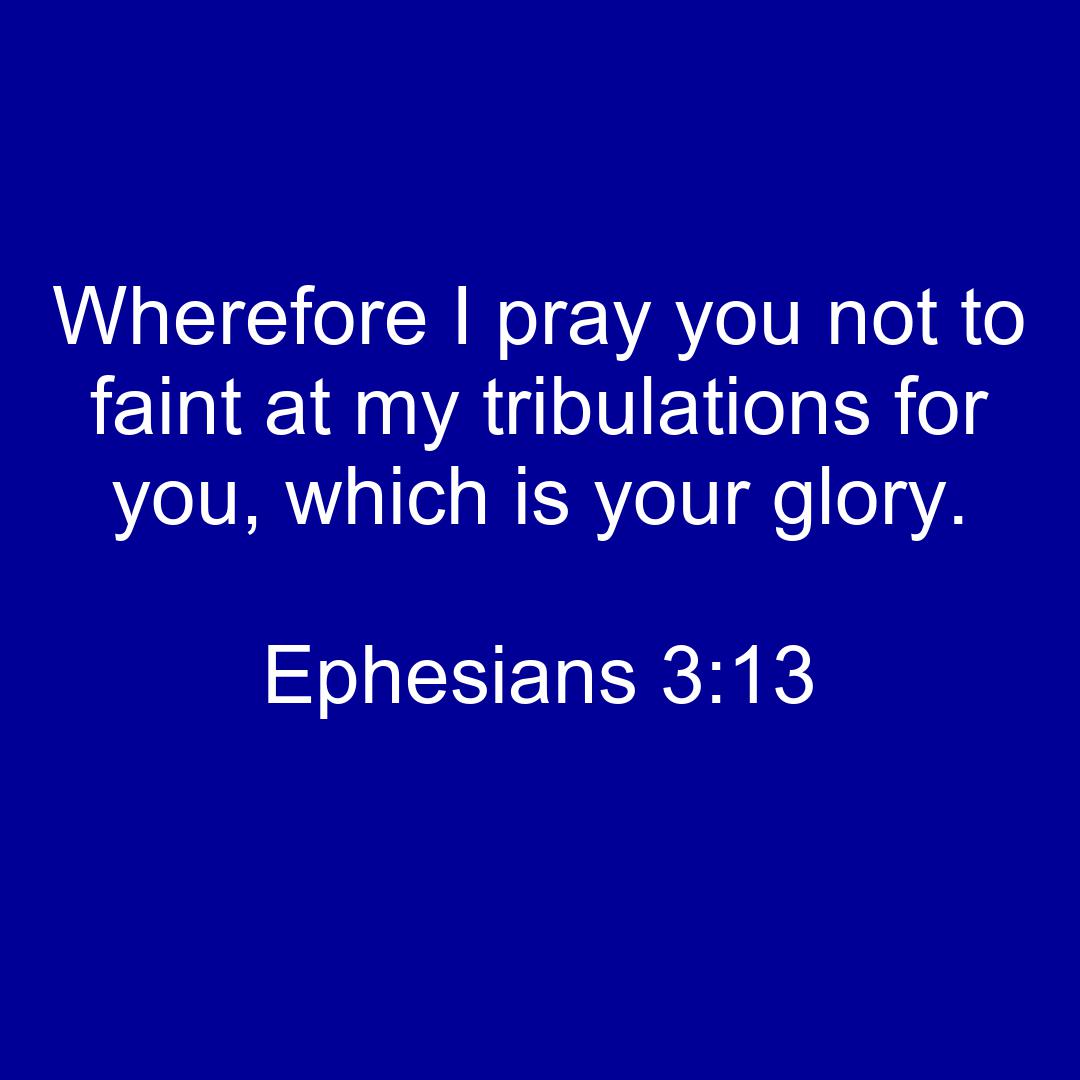 Wherefore I pray you not to
faint at my tribulations for
you, which is your glory.
Ephesians 3:13